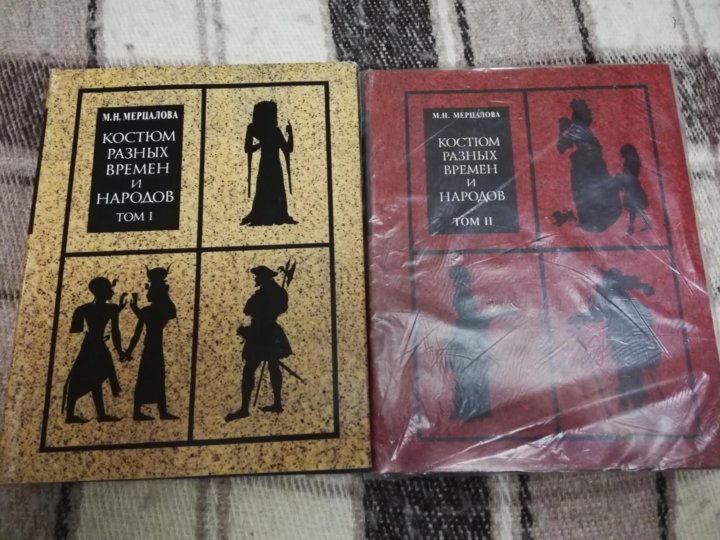 М.Н. МЕРЦАЛОВА
КОСТЮМ
РАЗНЫХ
ВРЕМЕН
И
НАРОДОВ
ТОМ I
М.Н. МЕРЦАЛОВА
КОСТЮМ
РАЗНЫХ
ВРЕМЕН
И
НАРОДОВ
ТОМ II